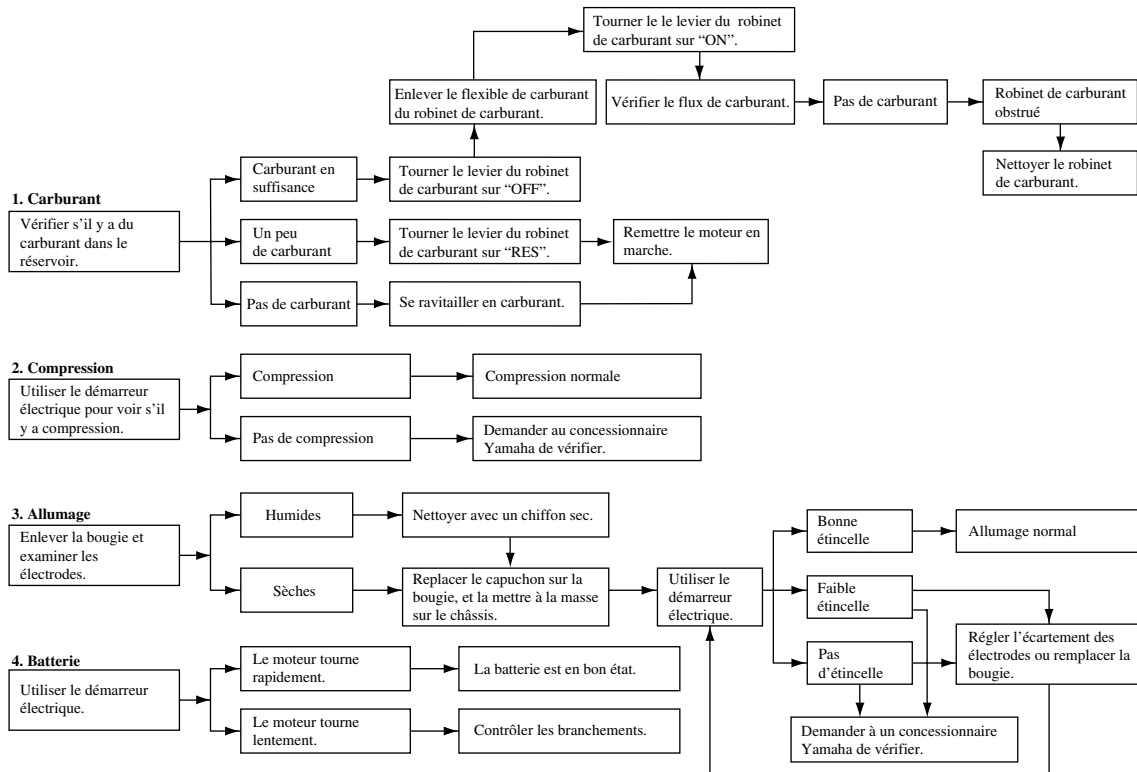 Tourner le le levier du robinet
de carburant sur “ON”.
Enlever le flexible de carburant
du robinet de carburant.
Vérifier le flux de carburant.
Pas de carburant
Robinet de carburant
obstrué
Nettoyer le robinet
de carburant.
Carburant en
suffisance
Tourner le levier du robinet
de carburant sur “OFF”.
1. Carburant
Vérifier s’il y a du
carburant dans le
réservoir.
Un peu
de carburant
Tourner le levier du robinet
de carburant sur “RES”.
Remettre le moteur en
marche.
Pas de carburant
Se ravitailler en carburant.
2. Compression
Utiliser le démarreur
électrique pour voir s’il
y a compression.
Compression
Compression normale
Pas de compression
Demander au concessionnaire
Yamaha de vérifier.
3. Allumage
Enlever la bougie et
examiner les
électrodes.
Humides
Nettoyer avec un chiffon sec.
Sèches
Replacer le capuchon sur la
bougie, et la mettre à la masse
sur le châssis.
Utiliser le
démarreur
électrique.
Bonne
étincelle
Allumage normal
Faible
étincelle
Pas
d’étincelle
Régler l’écartement des
électrodes ou remplacer la
bougie.
Demander à un concessionnaire
Yamaha de vérifier.
4. Batterie
Utiliser le démarreur
électrique.
Le moteur tourne
rapidement.
La batterie est en bon état.
Le moteur tourne
lentement.
Contrôler les branchements.